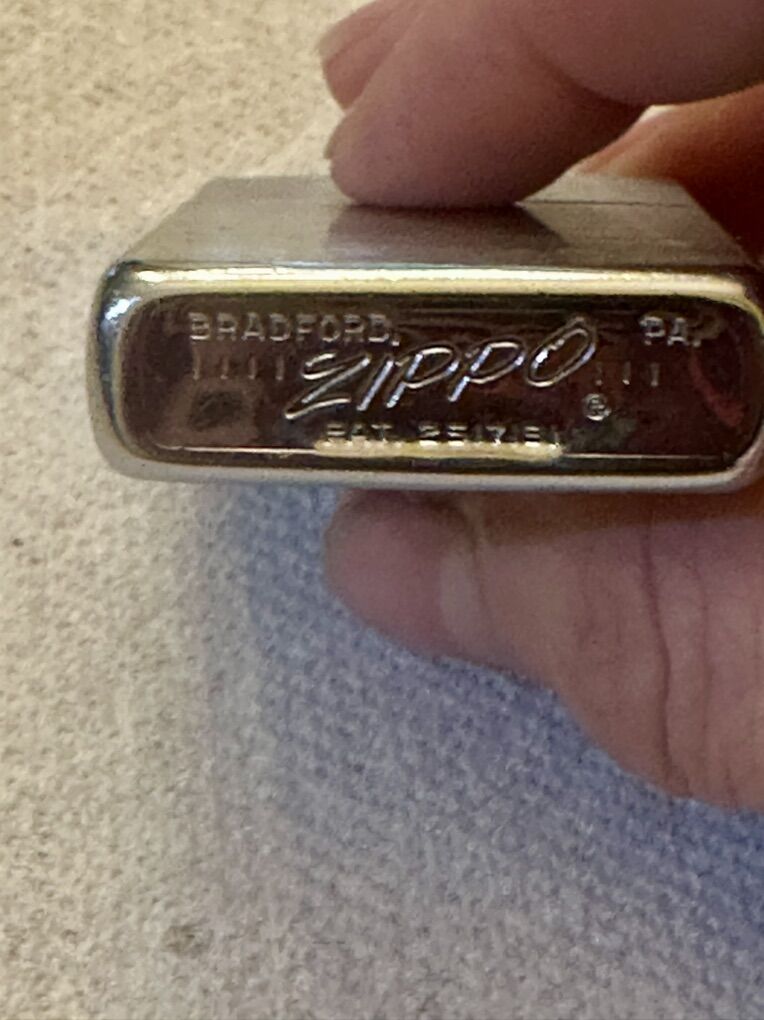 BRADFORD, PA.
|||| ZIPPO |||
®
PAT. 2517191